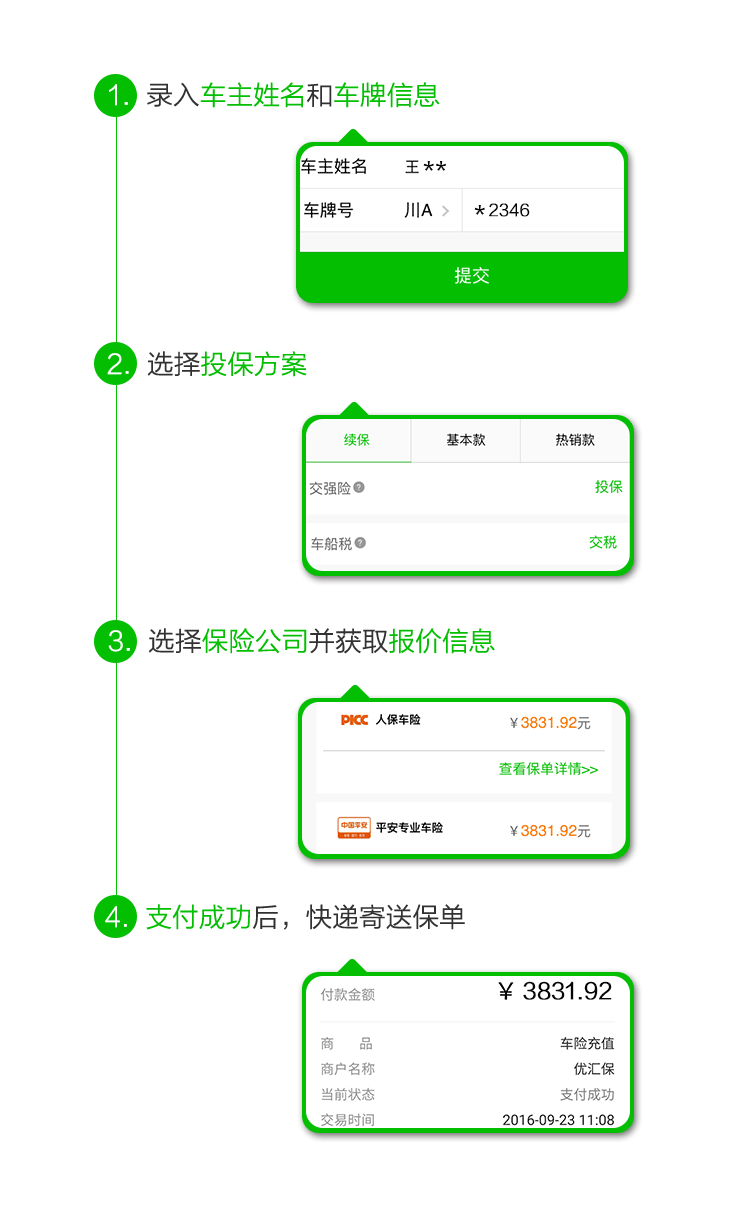 1. 录入车主姓名和车牌信息
车主姓名 王**
车牌号 川A > *2346
提交
2. 选择投保方案
续保 基本款 热销款
交强险? 投保
车船税? 交税
3. 选择保险公司并获取报价信息
PICC 人保车险 ¥3831.92元
查看保单详情>>
中国平安 平安专业车险 ¥3831.92元
4. 支付成功后，快递寄送保单
付款金额 ¥ 3831.92
商 品 车险充值
商户名称 优汇保
当前状态 支付成功
交易时间 2016-09-23 11:08